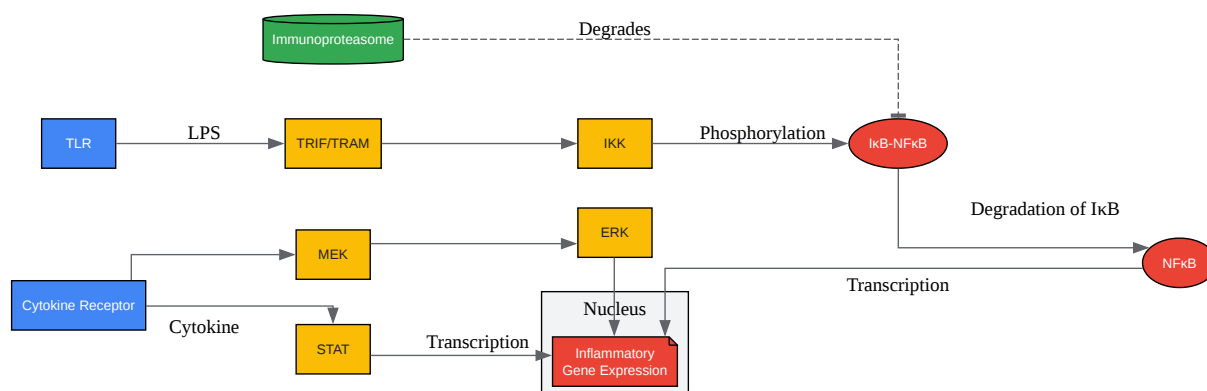 Degrades
Immunoproteasome
TLR
LPS
TRIF/TRAM
IKK
Phosphorylation
IκB-NFκB
Degradation of IκB
MEK
ERK
NFκB
Cytokine Receptor
Cytokine
Transcription
Nucleus
STAT
Transcription
Inflammatory
Gene Expression